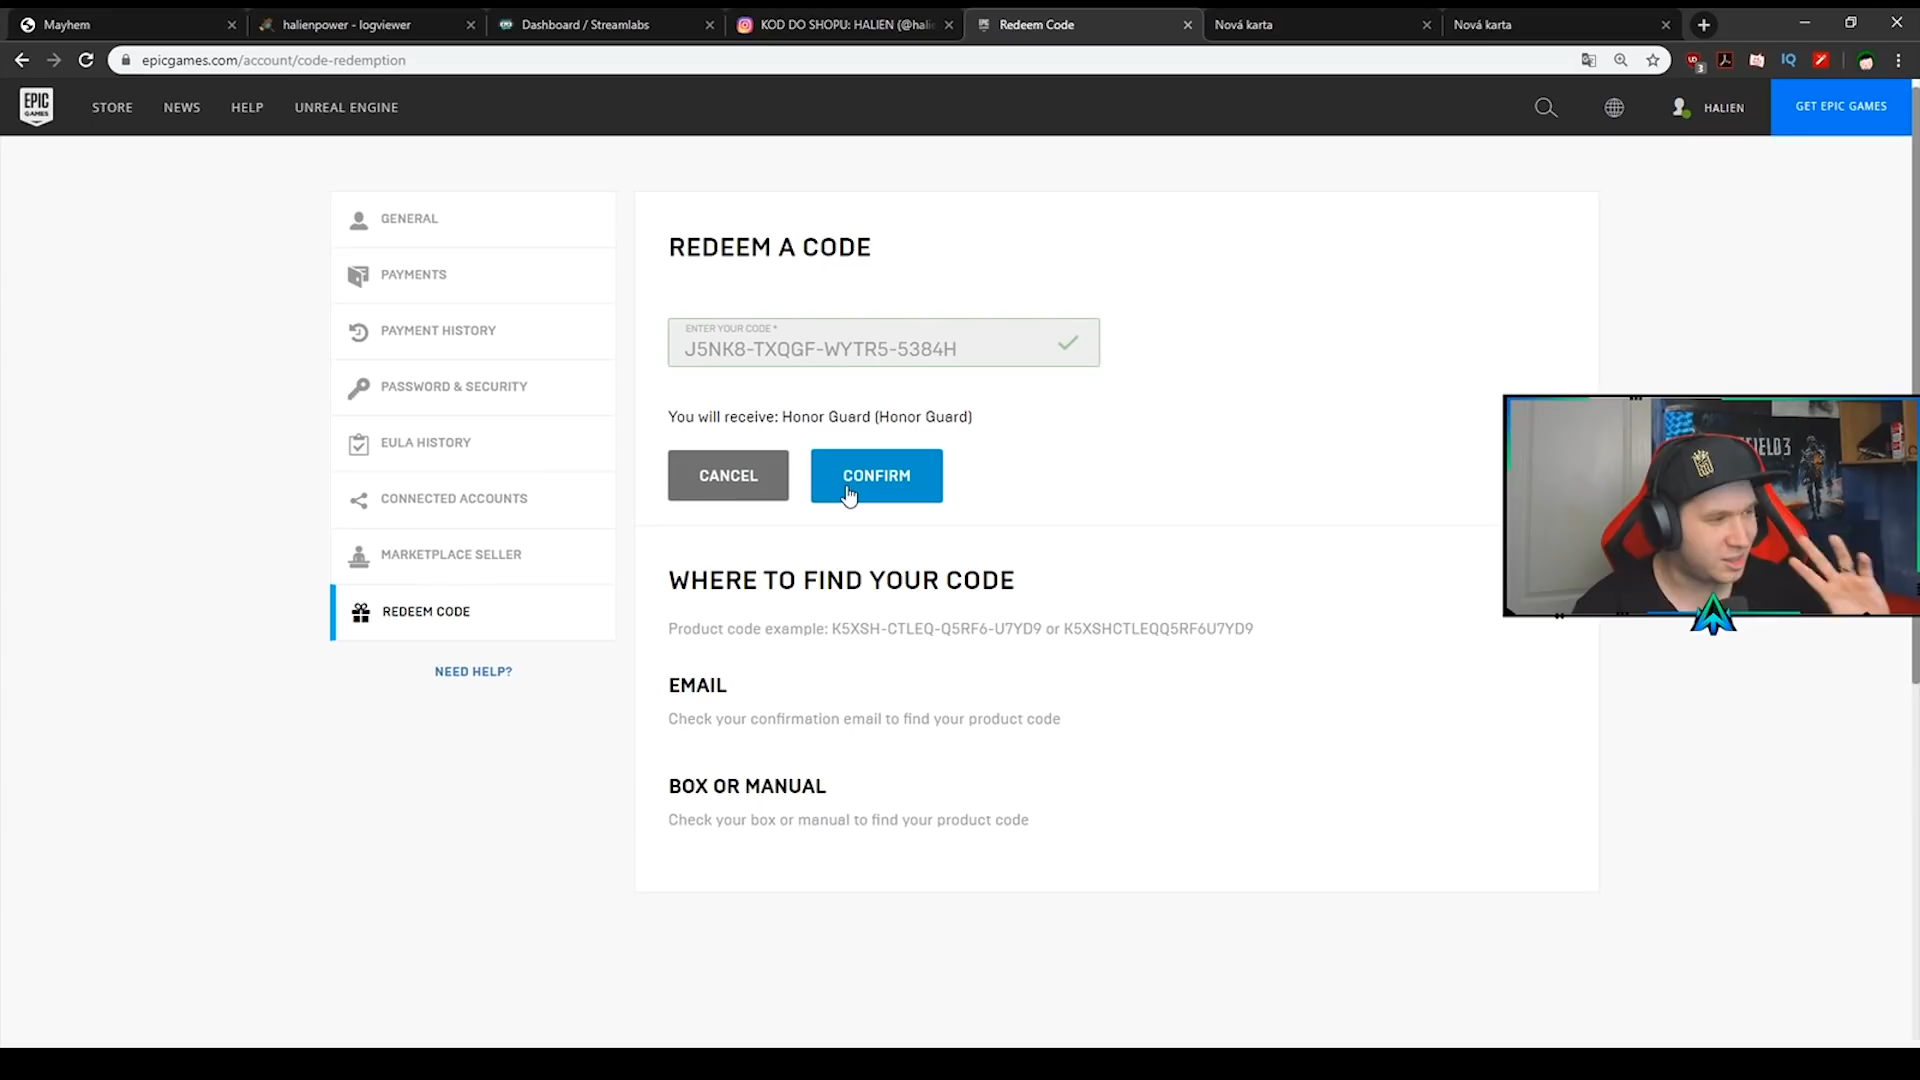 Mayhem
halienpower - logviewer
Dashboard / Streamlabs
KOD DO SHOPU: HALIEN (@hali
Redeem Code
Nová karta
Nová karta
epicgames.com/account/code-redemption
3
IQ
EPIC
GAMES
STORE
NEWS
HELP
UNREAL ENGINE
HALIEN
GET EPIC GAMES
GENERAL
PAYMENTS
PAYMENT HISTORY
PASSWORD & SECURITY
EULA HISTORY
CONNECTED ACCOUNTS
MARKETPLACE SELLER
REDEEM CODE
NEED HELP?
REDEEM A CODE
ENTER YOUR CODE *
J5NK8-TXQGF-WYTR5-5384H
You will receive: Honor Guard (Honor Guard)
CANCEL
CONFIRM
WHERE TO FIND YOUR CODE
Product code example: K5XSH-CTLEQ-Q5RF6-U7YD9 or K5XSHCTLEQQ5RF6U7YD9
EMAIL
Check your confirmation email to find your product code
BOX OR MANUAL
Check your box or manual to find your product code